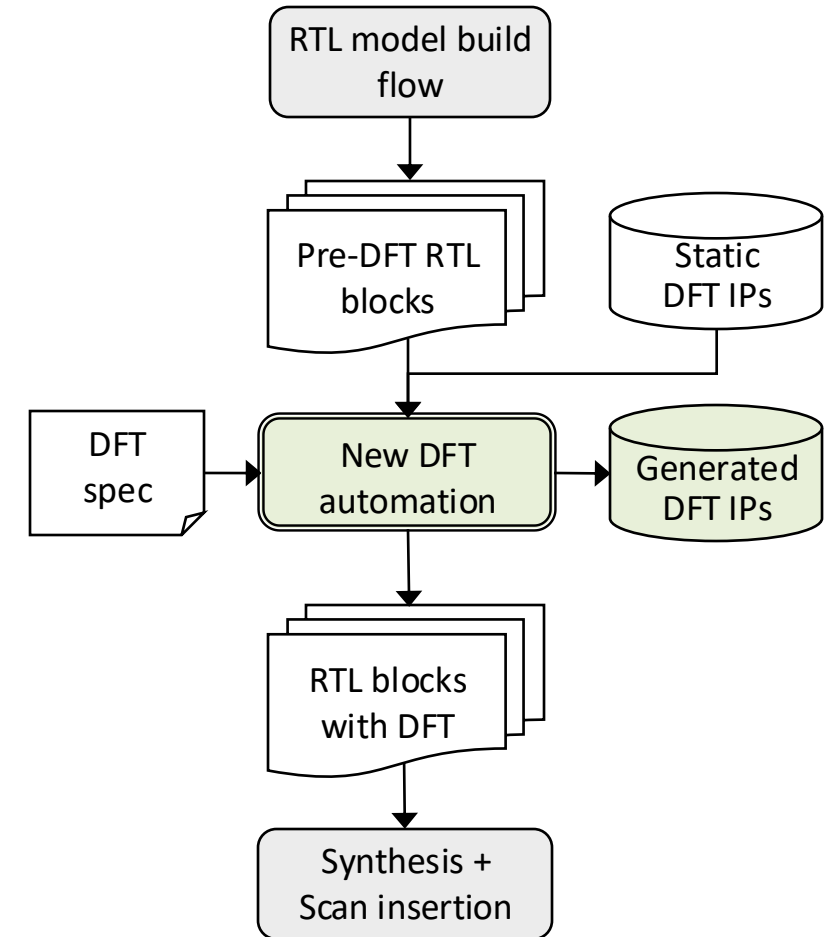 RTL model build
flow
Pre-DFT RTL
blocks
Static
DFT IPs
DFT
spec
New DFT
automation
Generated
DFT IPs
RTL blocks
with DFT
Synthesis +
Scan insertion